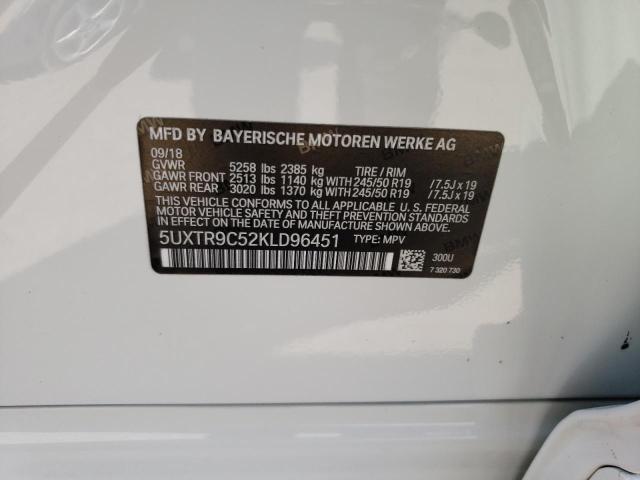 MFD BY BAYERISCHE MOTOREN WERKE AG
09/18
GVWR 5258 lbs 2385 kg TIRE / RIM
GAWR FRONT 2513 lbs 1140 kg WITH 245/50 R19 / 7.5J x 19
GAWR REAR 3020 lbs 1370 kg WITH 245/50 R19 / 7.5J x 19
THIS VEHICLE CONFORMS TO ALL APPLICABLE U. S. FEDERAL
MOTOR VEHICLE SAFETY, BUMPER, AND THEFT PREVENTION STANDARDS
IN EFFECT ON THE DATE OF MANUFACTURE SHOWN ABOVE.
5UXTR9C52KLD96451 TYPE: MPV
300U
7 320 730